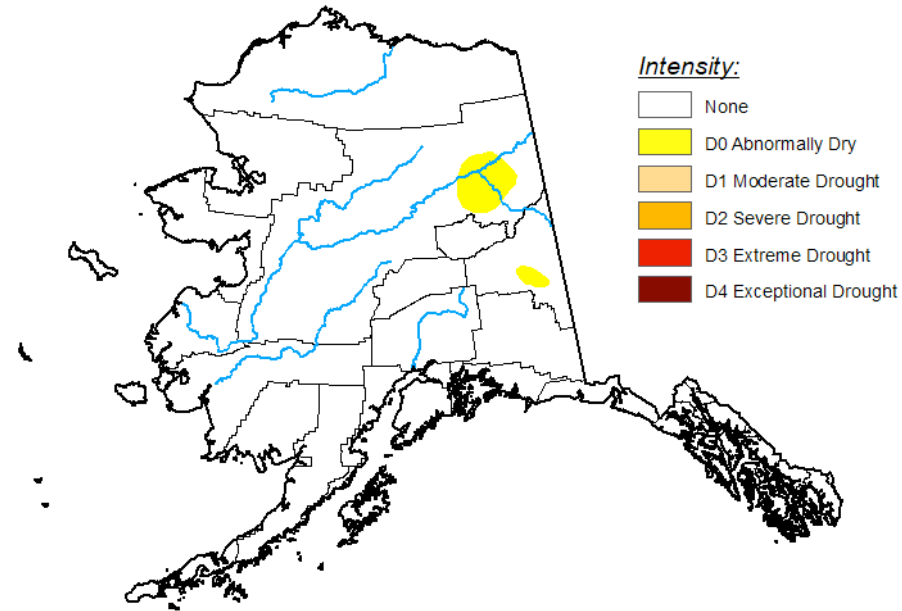 Intensity:
None
D0 Abnormally Dry
D1 Moderate Drought
D2 Severe Drought
D3 Extreme Drought
D4 Exceptional Drought